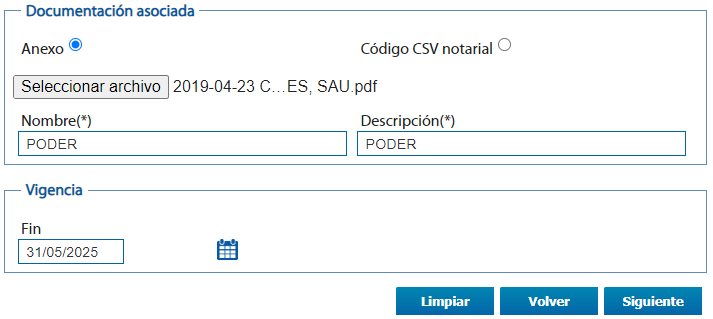 Documentación asociada
Anexo Código CSV notarial
Seleccionar archivo 2019-04-23 C...ES, SAU.pdf
Nombre(*) Descripción(*)
PODER PODER
Vigencia
Fin
31/05/2025
Limpiar Volver Siguiente